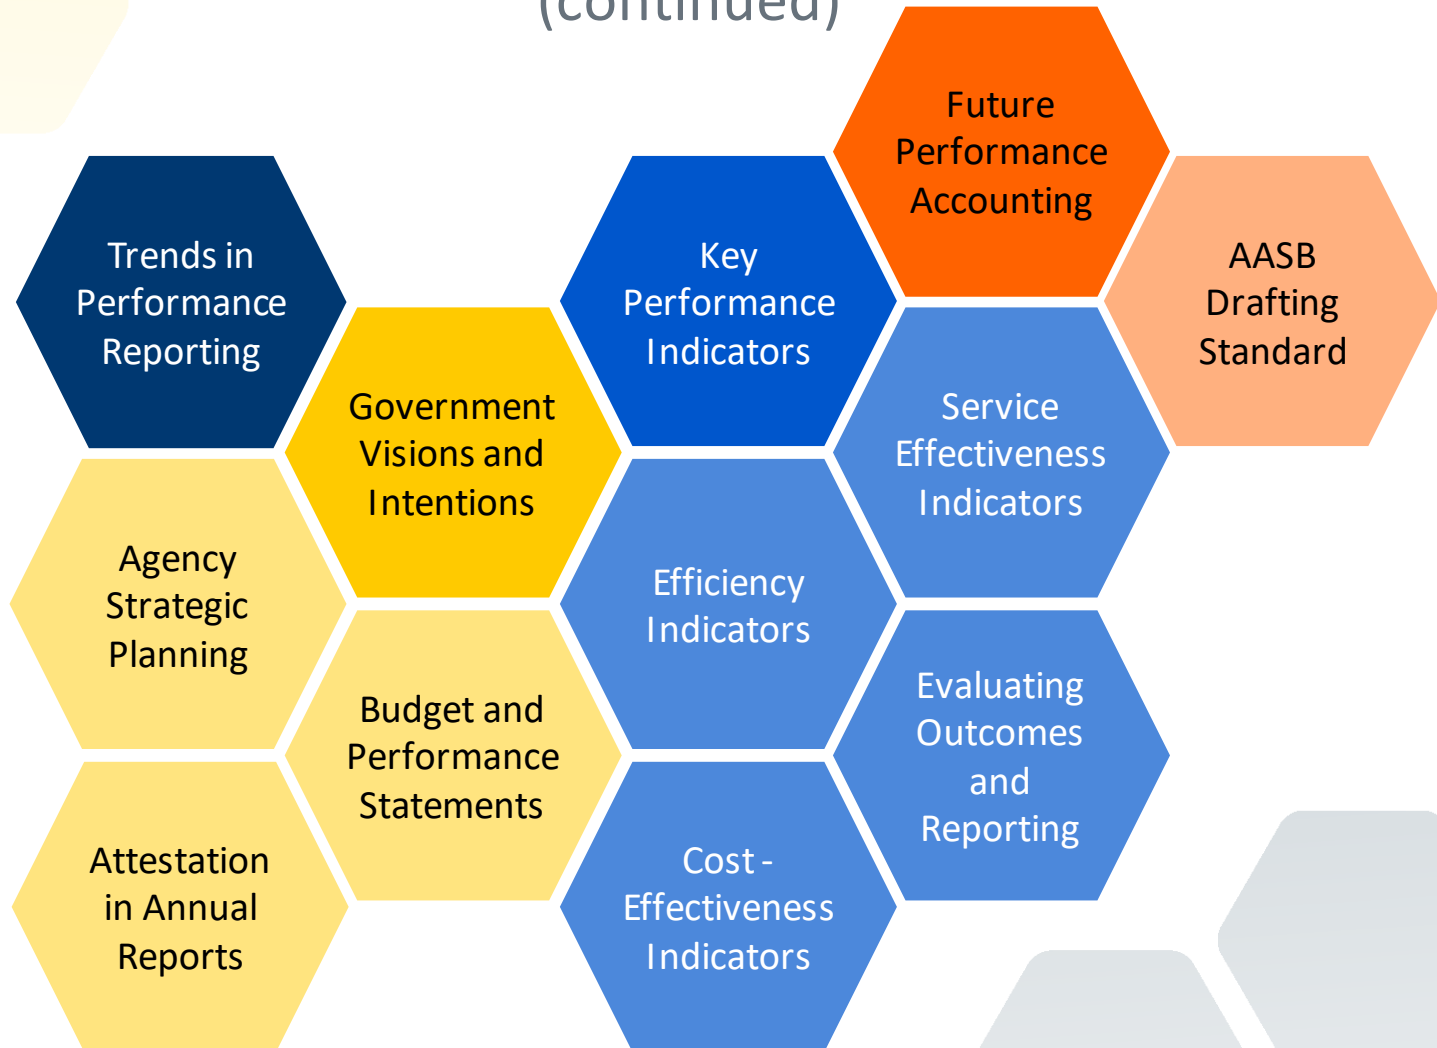 (continued)
Future
Performance
Accounting
Trends in
Performance
Reporting
Key
Performance
Indicators
AASB
Drafting
Standard
Government
Visions and
Intentions
Service
Effectiveness
Indicators
Agency
Strategic
Planning
Efficiency
Indicators
Budget and
Performance
Statements
Evaluating
Outcomes
and
Reporting
Attestation
in Annual
Reports
Cost-
Effectiveness
Indicators